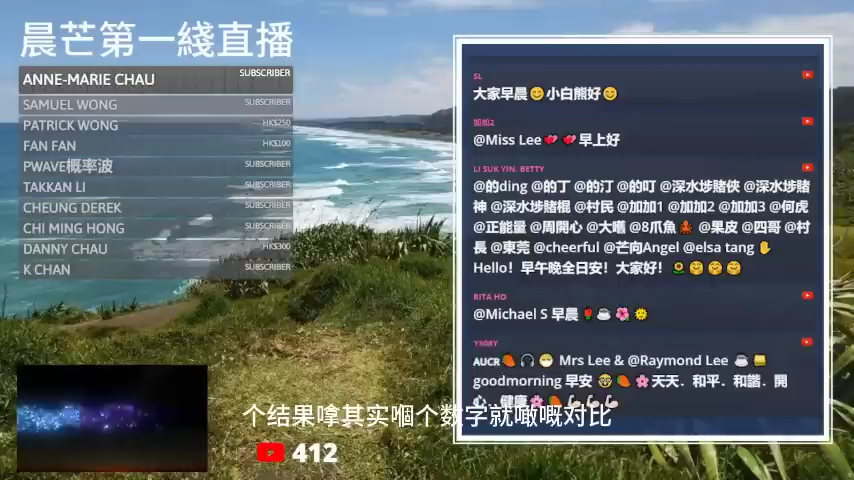 晨芒第一綫直播
ANNE-MARIE CHAU SUBSCRIBER
SAMUEL WONG SUBSCRIBER
PATRICK WONG HK$250
FAN FAN HK$100
PWAVE概率波 SUBSCRIBER
TAKKAN LI SUBSCRIBER
CHEUNG DEREK SUBSCRIBER
CHI MING HONG SUBSCRIBER
DANNY CHAU HK$300
K CHAN SUBSCRIBER
SL
大家早晨😊小白熊好😊
加加2
@Miss Lee💕💕早上好
LI SUK YIN, BETTY
@的ding @的丁 @的汀 @的叮 @深水埗賭俠 @深水埗賭
神 @深水埗賭棍 @村民 @加加1 @加加2 @加加3 @何虎
@正能量 @周開心 @大嚿 @8爪魚🐙 @果皮 @四哥 @村
長 @東莞 @cheerful @芒向Angel @elsa tang ✋
Hello！早午晚全日安！大家好！🌻🤗🤗🤗
RITA HO
@Michael S 早晨🌹☕🌸🌞
AUCR🥭🎧😷 Mrs Lee & @Raymond Lee ☕🍞
goodmorning 早安 🤓🥭🌸天天．和平．和諧．開
心．健康🌸🥭💪🏻💪🏻💪🏻
个结果嗱其实嗰个数字就噉嘅对比
412